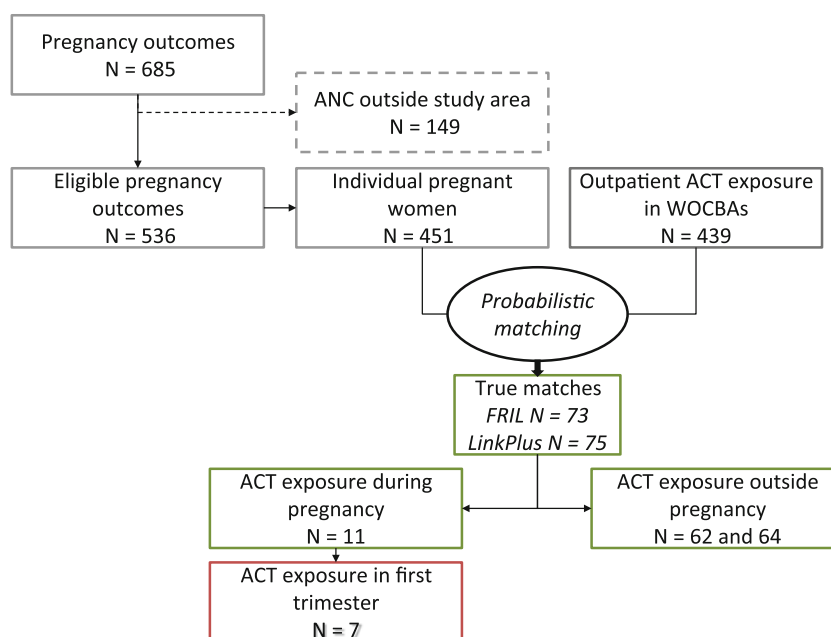 Pregnancy outcomes
N = 685
ANC outside study area
N = 149
Eligible pregnancy
outcomes
N = 536
Individual pregnant
women
N = 451
Outpatient ACT exposure
in WOCBAs
N = 439
Probabilistic
matching
True matches
FRIL N = 73
LinkPlus N = 75
ACT exposure during
pregnancy
N = 11
ACT exposure outside
pregnancy
N = 62 and 64
ACT exposure in first
trimester
N = 7